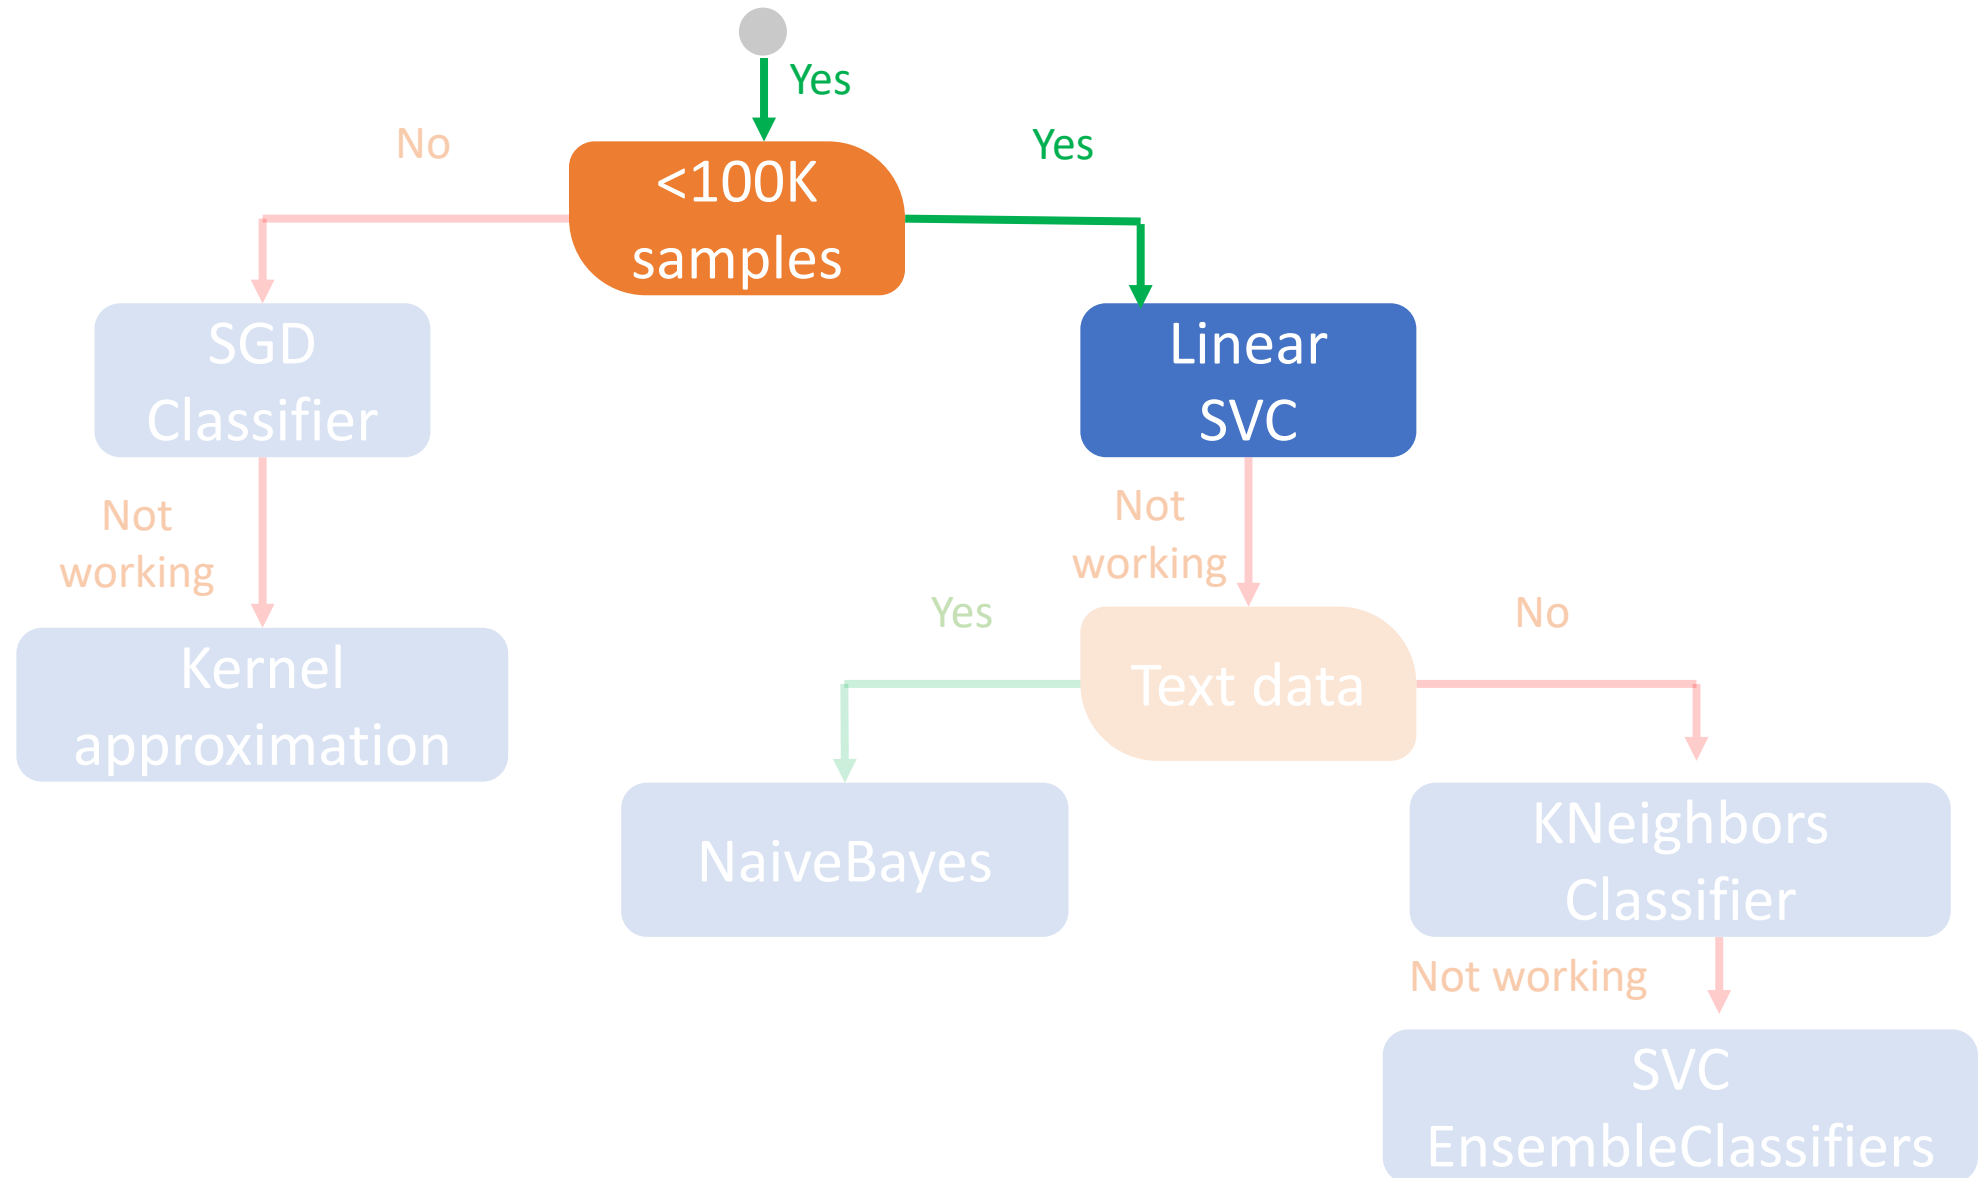 Yes
No
Yes
<100K
samples
SGD
Classifier
Linear
SVC
Not
working
Not
working
Yes
No
Kernel
approximation
Text data
NaiveBayes
KNeighbors
Classifier
Not working
SVC
EnsembleClassifiers